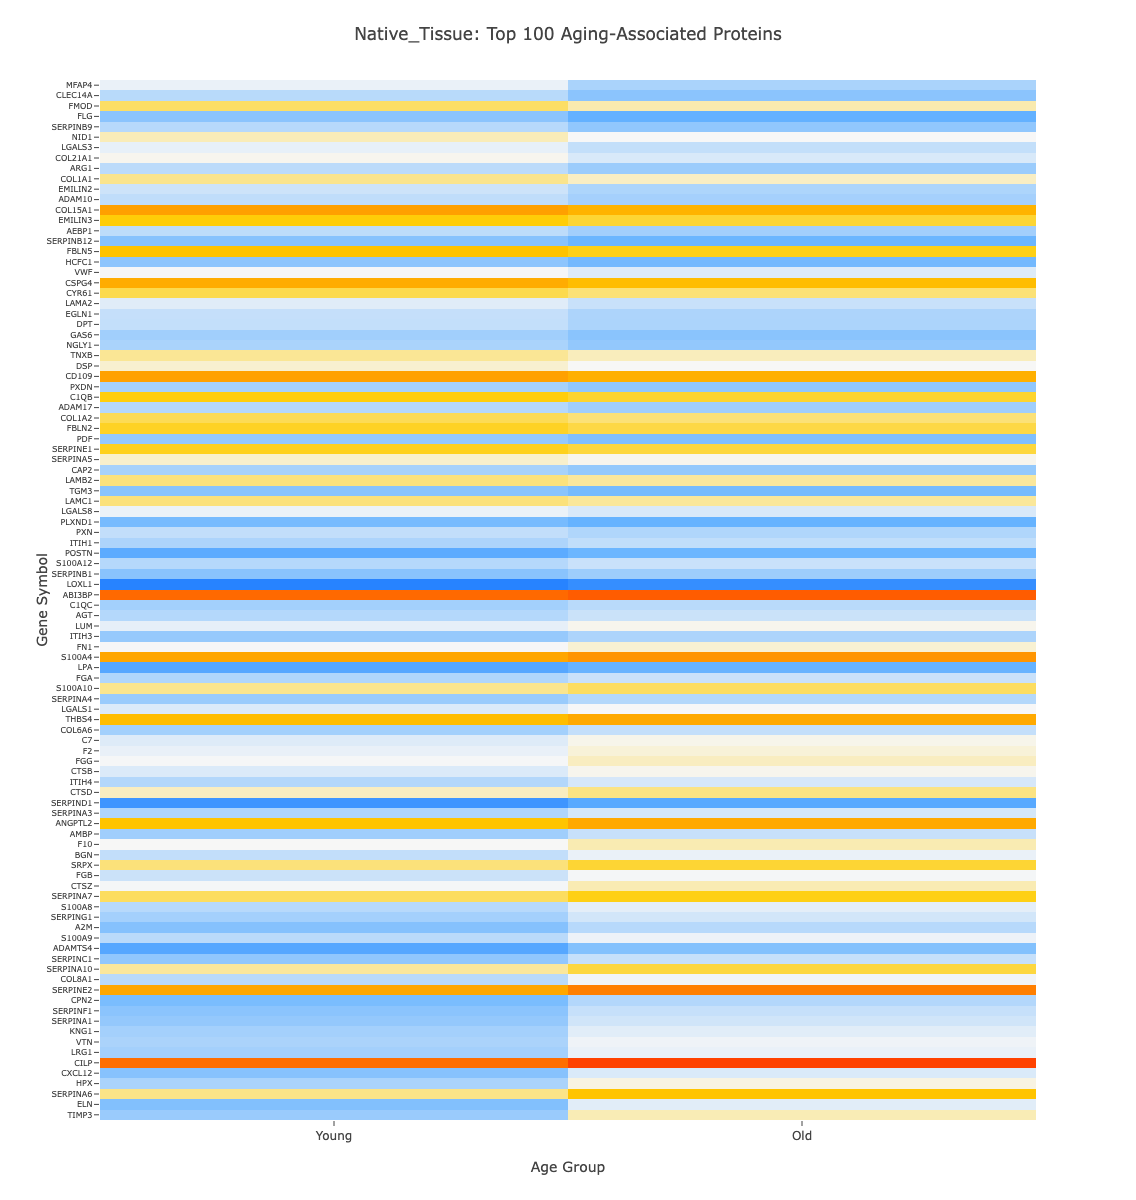 Native_Tissue: Top 100 Aging-Associated Proteins
MFAP4
CLEC14A
FMOD
FLG
SERPINB9
NID1
LGALS3
COL21A1
ARG1
COL1A1
EMILIN2
ADAM10
COL15A1
EMILIN3
AEBP1
SERPINB12
FBLN5
HCFC1
VWF
CSPG4
CYR61
LAMA2
EGLN1
DPT
GAS6
NGLY1
TNXB
DSP
CD109
PXDN
C1QB
ADAM17
COL1A2
FBLN2
PDF
SERPINE1
SERPINA5
CAP2
LAMB2
TGM3
LAMC1
LGALS8
PLXND1
PXN
ITIH1
POSTN
S100A12
SERPINB1
LOXL1
ABI3BP
C1QC
AGT
LUM
ITIH3
FN1
S100A4
LPA
FGA
S100A10
SERPINA4
LGALS1
THBS4
COL6A6
C7
F2
FGG
CTSB
ITIH4
CTSD
SERPIND1
SERPINA3
ANGPTL2
AMBP
F10
BGN
SRPX
FGB
CTSZ
SERPINA7
S100A8
SERPING1
A2M
S100A9
ADAMTS4
SERPINC1
SERPINA10
COL8A1
SERPINE2
CPN2
SERPINF1
SERPINA1
KNG1
VTN
LRG1
CILP
CXCL12
HPX
SERPINA6
ELN
TIMP3
Gene Symbol
Young
Old
Age Group